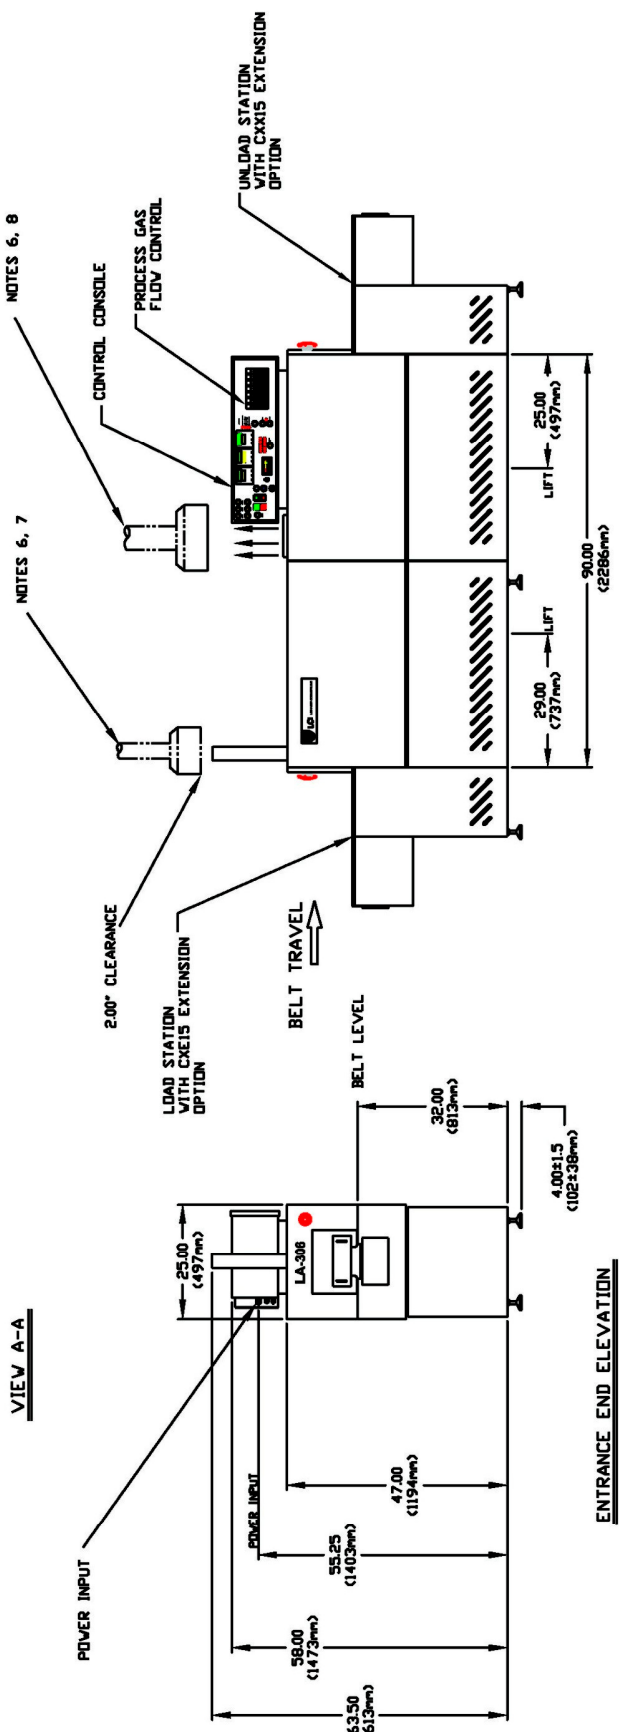 VIEW A-A
POWER INPUT
POWER INPUT
25.00
(497mm)
LA-306
63.50
613mm)
58.00
(1473mm)
55.25
(1403mm)
47.00
(1194mm)
BELT LEVEL
32.00
(813mm)
4.00±1.5
(102±38mm)
ENTRANCE END ELEVATION
NOTES 6, 7
NOTES 6, 8
2.00" CLEARANCE
CONTROL CONSOLE
PROCESS GAS
FLOW CONTROL
LOAD STATION
WITH CXE15 EXTENSION
OPTION
UNLOAD STATION
WITH CXX15 EXTENSION
OPTION
BELT TRAVEL
LIFT
29.00
(737mm)
LIFT
25.00
(497mm)
90.00
(2286mm)